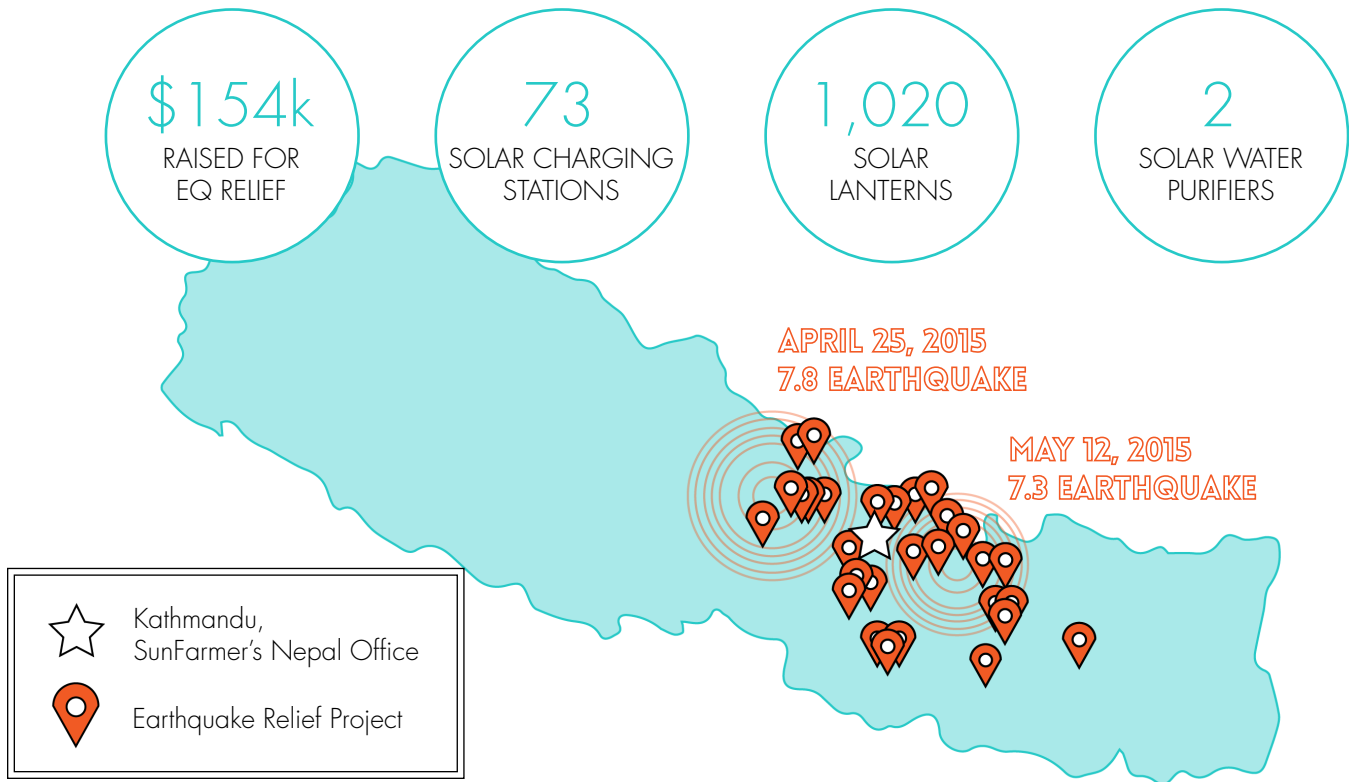 $154k
RAISED FOR
EQ RELIEF
73
SOLAR CHARGING
STATIONS
1,020
SOLAR
LANTERNS
2
SOLAR WATER
PURIFIERS
APRIL 25, 2015
7.8 EARTHQUAKE
MAY 12, 2015
7.3 EARTHQUAKE
Kathmandu,
SunFarmer's Nepal Office
Earthquake Relief Project